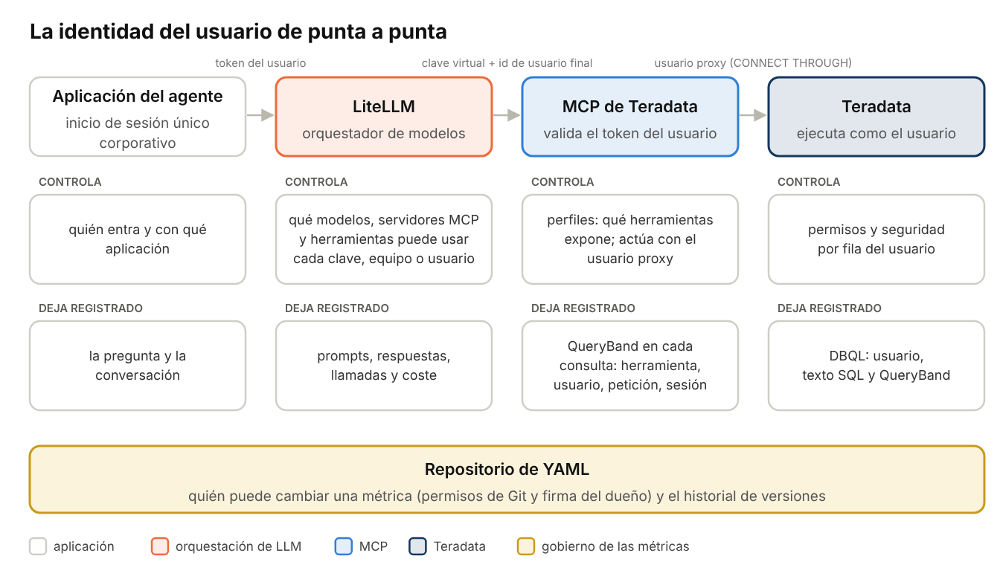 La identidad del usuario de punta a punta
token del usuario
clave virtual + id de usuario final
usuario proxy (CONNECT THROUGH)
Aplicación del agente
inicio de sesión único
corporativo
LiteLLM
orquestador de modelos
MCP de Teradata
valida el token del usuario
Teradata
ejecuta como el usuario
CONTROLA
quién entra y con qué
aplicación
CONTROLA
qué modelos, servidores MCP
y herramientas puede usar
cada clave, equipo o usuario
CONTROLA
perfiles: qué herramientas
expone; actúa con el
usuario proxy
CONTROLA
permisos y seguridad
por fila del usuario
DEJA REGISTRADO
la pregunta y la
conversación
DEJA REGISTRADO
prompts, respuestas,
llamadas y coste
DEJA REGISTRADO
QueryBand en cada
consulta: herramienta,
usuario, petición, sesión
DEJA REGISTRADO
DBQL: usuario,
texto SQL y QueryBand
Repositorio de YAML
quién puede cambiar una métrica (permisos de Git y firma del dueño) y el historial de versiones
aplicación
orquestación de LLM
MCP
Teradata
gobierno de las métricas